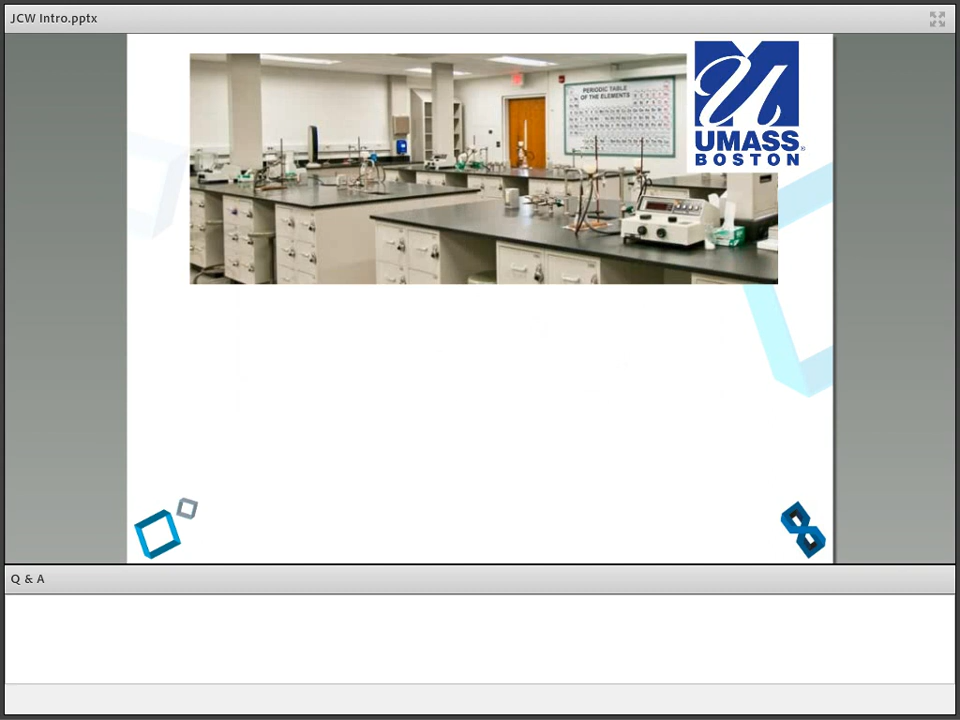 JCW Intro.pptx
PERIODIC TABLE
OF THE ELEMENTS
UMASS
BOSTON
Q & A